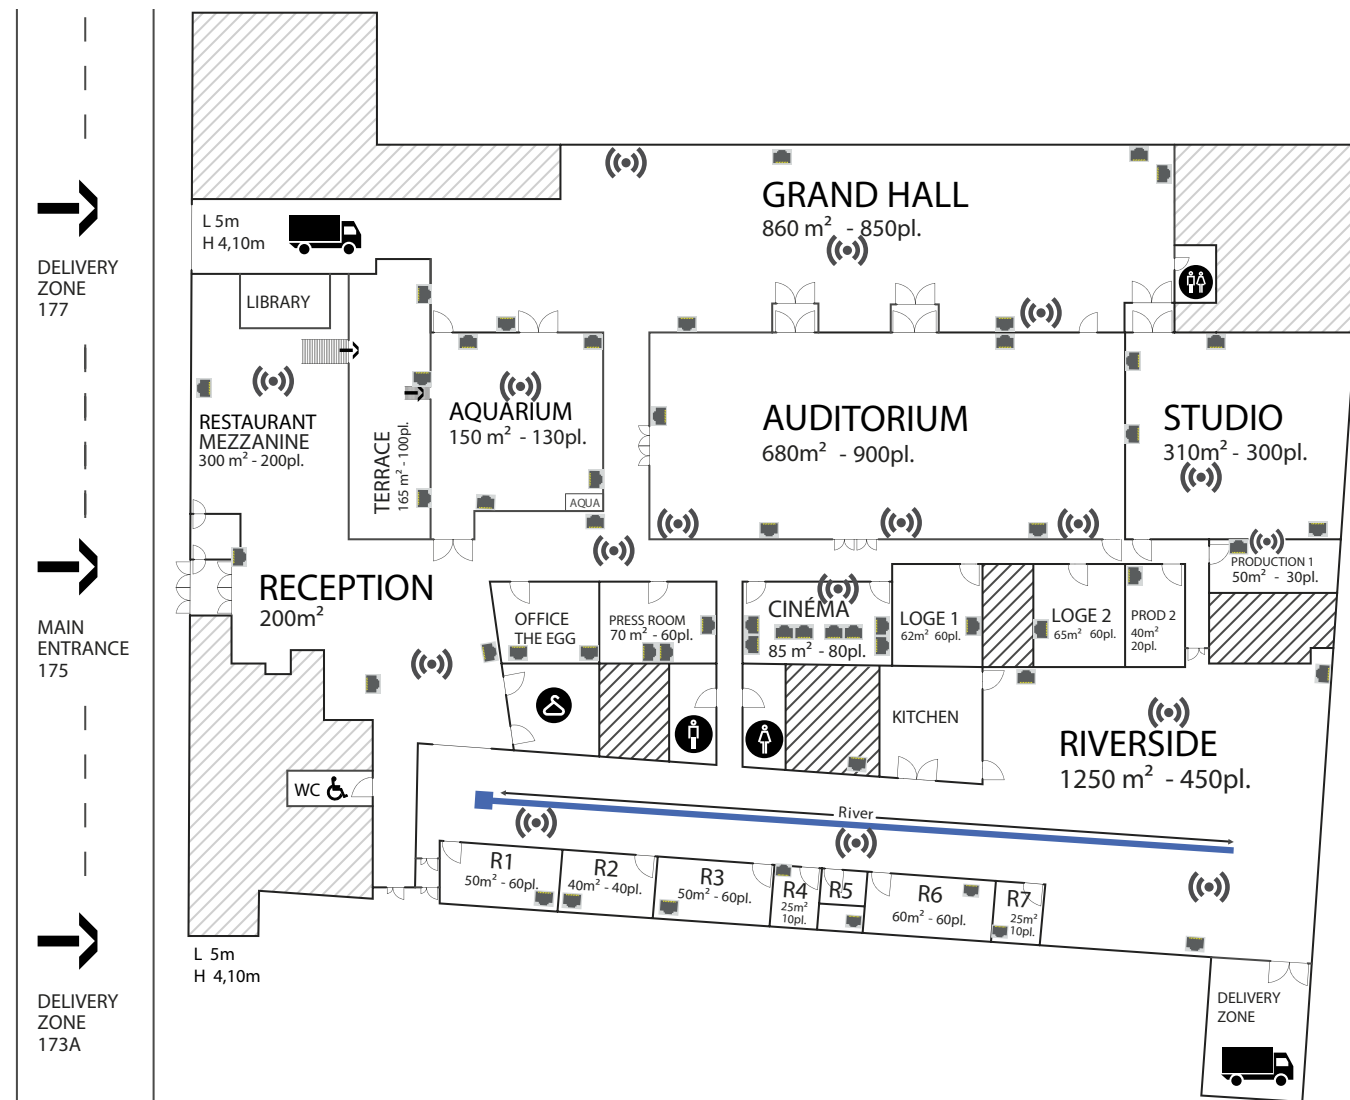 GRAND HALL
860 m² - 850pl.
L 5m
H 4,10m
DELIVERY
ZONE
177
LIBRARY
RESTAURANT
MEZZANINE
300 m² - 200pl.
TERRACE
165 m² - 100pl.
AQUARIUM
150 m² - 130pl.
AQUA
AUDITORIUM
680m² - 900pl.
STUDIO
310m² - 300pl.
MAIN
ENTRANCE
175
RECEPTION
200m²
OFFICE
THE EGG
PRESS ROOM
70 m² - 60pl.
CINÉMA
85 m² - 80pl.
LOGE 1
62m² 60pl.
LOGE 2
65m² 60pl.
PROD 2
40m²
20pl.
PRODUCTION 1
50m² - 30pl.
KITCHEN
RIVERSIDE
1250 m² - 450pl.
WC
River
R1
50m² - 60pl.
R2
40m² - 40pl.
R3
50m² - 60pl.
R4
25m²
10pl.
R5
R6
60m² - 60pl.
R7
25m²
10pl.
L 5m
H 4,10m
DELIVERY
ZONE
173A
DELIVERY
ZONE